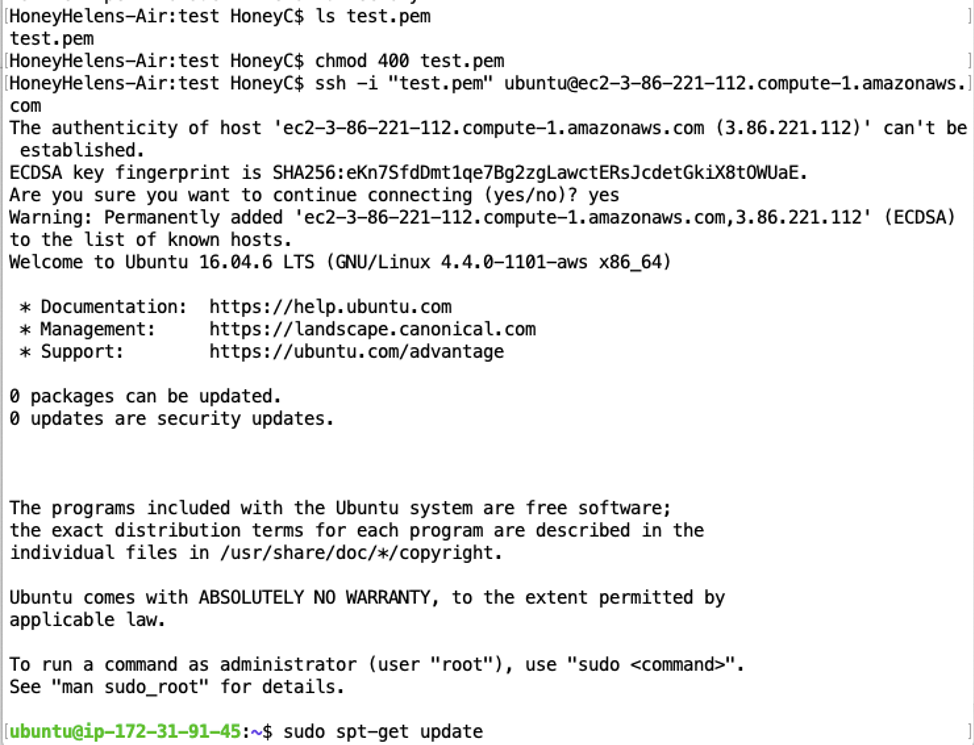 [HoneyHelens-Air:test HoneyC$ ls test.pem ]
test.pem
[HoneyHelens-Air:test HoneyC$ chmod 400 test.pem ]
[HoneyHelens-Air:test HoneyC$ ssh -i "test.pem" ubuntu@ec2-3-86-221-112.compute-1.amazonaws.]
com
The authenticity of host 'ec2-3-86-221-112.compute-1.amazonaws.com (3.86.221.112)' can't be
 established.
ECDSA key fingerprint is SHA256:eKn7SfdDmt1qe7Bg2zgLawctERsJcdetGkiX8tOWUaE.
Are you sure you want to continue connecting (yes/no)? yes
Warning: Permanently added 'ec2-3-86-221-112.compute-1.amazonaws.com,3.86.221.112' (ECDSA)
to the list of known hosts.
Welcome to Ubuntu 16.04.6 LTS (GNU/Linux 4.4.0-1101-aws x86_64)
 * Documentation:  https://help.ubuntu.com
 * Management:     https://landscape.canonical.com
 * Support:        https://ubuntu.com/advantage
0 packages can be updated.
0 updates are security updates.
The programs included with the Ubuntu system are free software;
the exact distribution terms for each program are described in the
individual files in /usr/share/doc/*/copyright.
Ubuntu comes with ABSOLUTELY NO WARRANTY, to the extent permitted by
applicable law.
To run a command as administrator (user "root"), use "sudo <command>".
See "man sudo_root" for details.
[ubuntu@ip-172-31-91-45:~$ sudo spt-get update ]